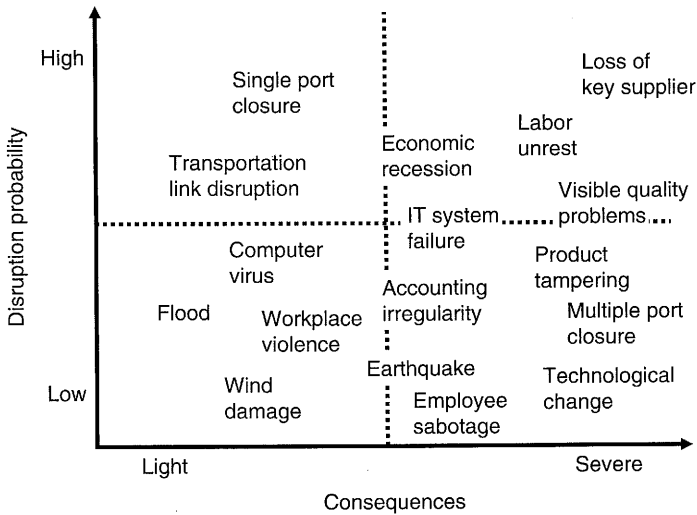 High
Loss of
key supplier
Single port
closure
Labor
unrest
Economic
recession
Transportation
link disruption
Visible quality
problems
IT system
failure
Disruption probability
Computer
virus
Product
tampering
Accounting
irregularity
Flood
Workplace
violence
Multiple port
closure
Earthquake
Technological
change
Low
Wind
damage
Employee
sabotage
Light
Severe
Consequences